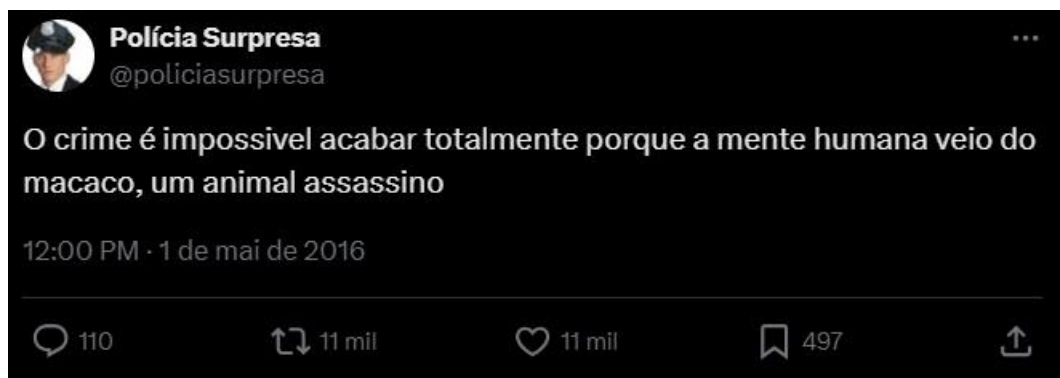 Polícia Surpresa
@policiasurpresa
O crime é impossivel acabar totalmente porque a mente humana veio do
macaco, um animal assassino
12:00 PM · 1 de mai de 2016
110 11 mil 11 mil 497